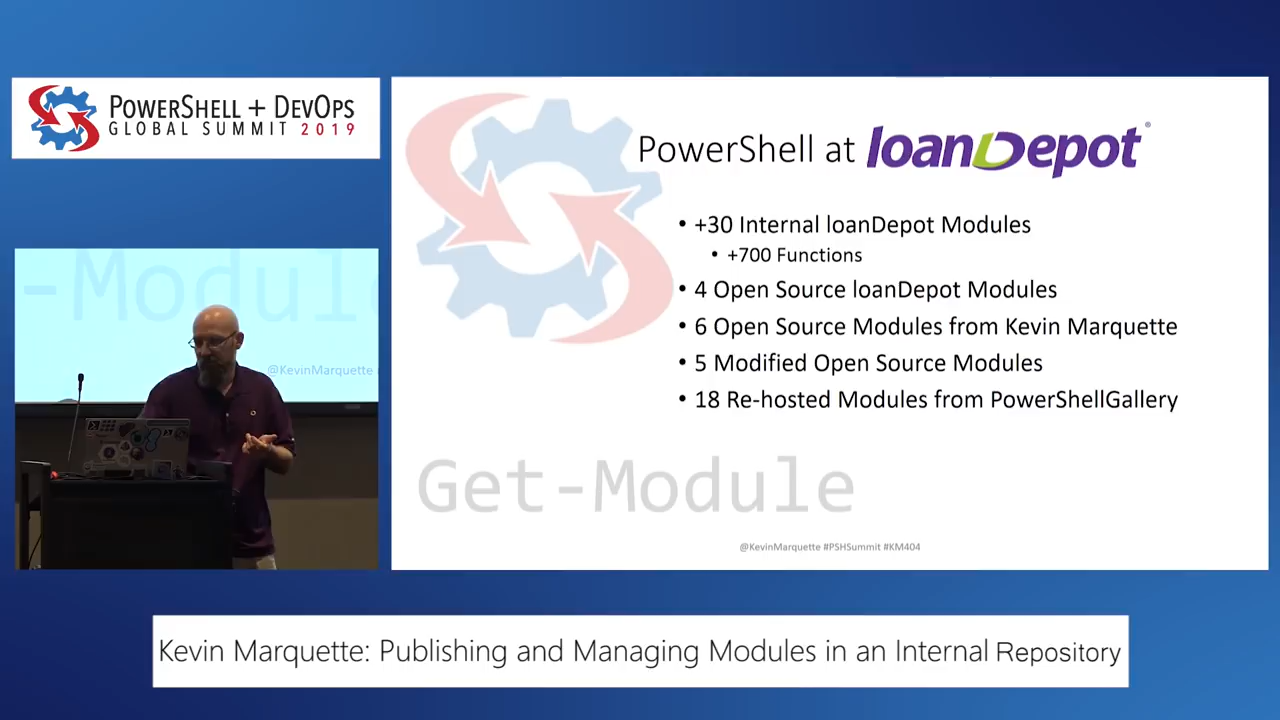 POWERSHELL + DEVOPS
GLOBAL SUMMIT 2019
PowerShell at loanDepot®
• +30 Internal loanDepot Modules
• +700 Functions
• 4 Open Source loanDepot Modules
• 6 Open Source Modules from Kevin Marquette
• 5 Modified Open Source Modules
• 18 Re-hosted Modules from PowerShellGallery
Get-Module
@KevinMarquette #PSHSummit #KM404
-Module
@KevinMarquette
Kevin Marquette: Publishing and Managing Modules in an Internal Repository